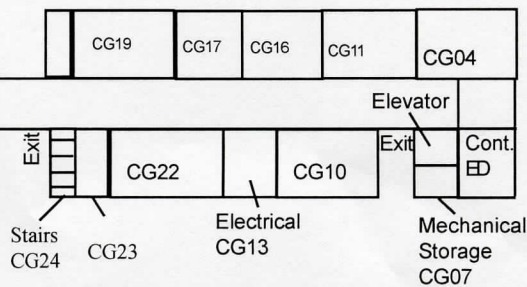 CG19
CG17
CG16
CG11
CG04
Elevator
Exit
CG22
CG10
Exit
Cont.
ED
Stairs
CG24
CG23
Electrical
CG13
Mechanical
Storage
CG07